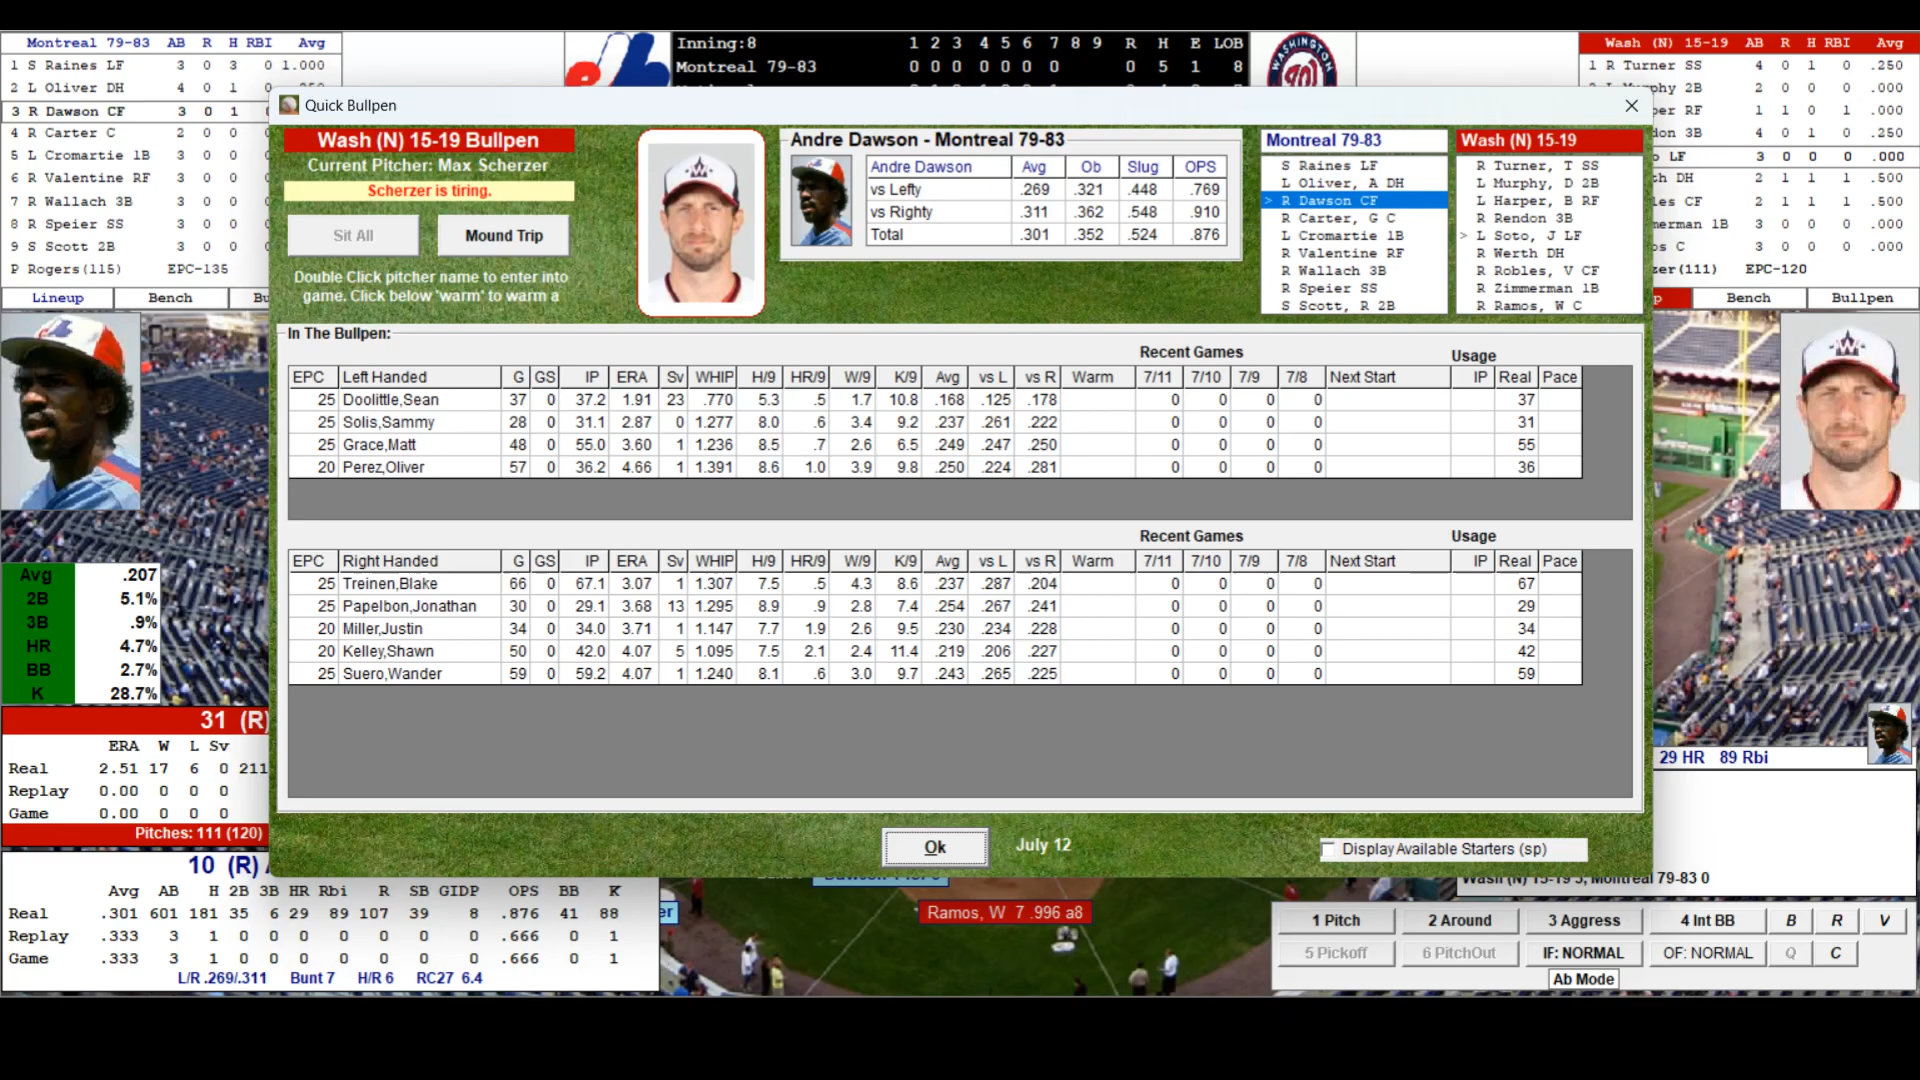 Montreal 79-83 AB R H RBI Avg
1 S Raines LF 3 0 3 0 1.000
2 L Oliver DH 4 0 1 0
3 R Dawson CF 3 0 1
4 R Carter C 2 0 0
5 L Cromartie 1B 3 0 0
6 R Valentine RF 3 0 0
7 R Wallach 3B 3 0 0
8 R Speier SS 3 0 0
9 S Scott 2B 3 0 0
P Rogers(115) EPC-135
Lineup Bench
Inning:8 1 2 3 4 5 6 7 8 9 R H E LOB
Montreal 79-83 0 0 0 0 0 0 0 0 5 1 8
WASHINGTON
Wash (N) 15-19 AB R H RBI Avg
1 R Turner SS 4 0 1 0 .250
2 L Murphy 2B 2 0 0 0 .000
per RF 1 1 0 1 .000
don 3B 4 0 1 0 .250
o LF 3 0 0 0 .000
th DH 2 1 1 1 .500
les CF 2 1 1 1 .500
merman 1B 3 0 0 0 .000
os C 3 0 0 0 .000
zer(111) EPC-120
p Bench Bullpen
Quick Bullpen
Wash (N) 15-19 Bullpen
Current Pitcher: Max Scherzer
Scherzer is tiring.
Sit All Mound Trip
Double Click pitcher name to enter into
game. Click below 'warm' to warm a
Andre Dawson - Montreal 79-83
Andre Dawson Avg Ob Slug OPS
vs Lefty .269 .321 .448 .769
vs Righty .311 .362 .548 .910
Total .301 .352 .524 .876
Montreal 79-83
S Raines LF
L Oliver, A DH
> R Dawson CF
R Carter, G C
L Cromartie 1B
R Valentine RF
R Wallach 3B
R Speier SS
S Scott, R 2B
Wash (N) 15-19
R Turner, T SS
L Murphy, D 2B
L Harper, B RF
R Rendon 3B
> L Soto, J LF
R Werth DH
R Robles, V CF
R Zimmerman 1B
R Ramos, W C
In The Bullpen:
Recent Games Usage
EPC Left Handed G GS IP ERA Sv WHIP H/9 HR/9 W/9 K/9 Avg vs L vs R Warm 7/11 7/10 7/9 7/8 Next Start IP Real Pace
25 Doolittle,Sean 37 0 37.2 1.91 23 .770 5.3 .5 1.7 10.8 .168 .125 .178 0 0 0 0 37
25 Solis,Sammy 28 0 31.1 2.87 0 1.277 8.0 .6 3.4 9.2 .237 .261 .222 0 0 0 0 31
25 Grace,Matt 48 0 55.0 3.60 1 1.236 8.5 .7 2.6 6.5 .249 .247 .250 0 0 0 0 55
20 Perez,Oliver 57 0 36.2 4.66 1 1.391 8.6 1.0 3.9 9.8 .250 .224 .281 0 0 0 0 36
Recent Games Usage
EPC Right Handed G GS IP ERA Sv WHIP H/9 HR/9 W/9 K/9 Avg vs L vs R Warm 7/11 7/10 7/9 7/8 Next Start IP Real Pace
25 Treinen,Blake 66 0 67.1 3.07 1 1.307 7.5 .5 4.3 8.6 .237 .287 .204 0 0 0 0 67
25 Papelbon,Jonathan 30 0 29.1 3.68 13 1.295 8.9 .9 2.8 7.4 .254 .267 .241 0 0 0 0 29
20 Miller,Justin 34 0 34.0 3.71 1 1.147 7.7 1.9 2.6 9.5 .230 .234 .228 0 0 0 0 34
20 Kelley,Shawn 50 0 42.0 4.07 5 1.095 7.5 2.1 2.4 11.4 .219 .206 .227 0 0 0 0 42
25 Suero,Wander 59 0 59.2 4.07 1 1.240 8.1 .6 3.0 9.7 .243 .265 .225 0 0 0 0 59
Ok July 12 Display Available Starters (sp)
Avg .207
2B 5.1%
3B .9%
HR 4.7%
BB 2.7%
K 28.7%
31 (R)
ERA W L Sv
Real 2.51 17 6 0 211
Replay 0.00 0 0 0
Game 0.00 0 0 0
Pitches: 111 (120)
10 (R)
Avg AB H 2B 3B HR Rbi R SB GIDP OPS BB K
Real .301 601 181 35 6 29 89 107 39 8 .876 41 88
Replay .333 3 1 0 0 0 0 0 0 0 .666 0 1
Game .333 3 1 0 0 0 0 0 0 0 .666 0 1
L/R .269/.311 Bunt 7 H/R 6 RC27 6.4
er
Ramos, W 7 .996 a8
29 HR 89 Rbi
Wash (N) 15-19 3, Montreal 79-83 0
1 Pitch 2 Around 3 Aggress 4 Int BB B R V
5 Pickoff 6 PitchOut IF: NORMAL OF: NORMAL Q C
Ab Mode